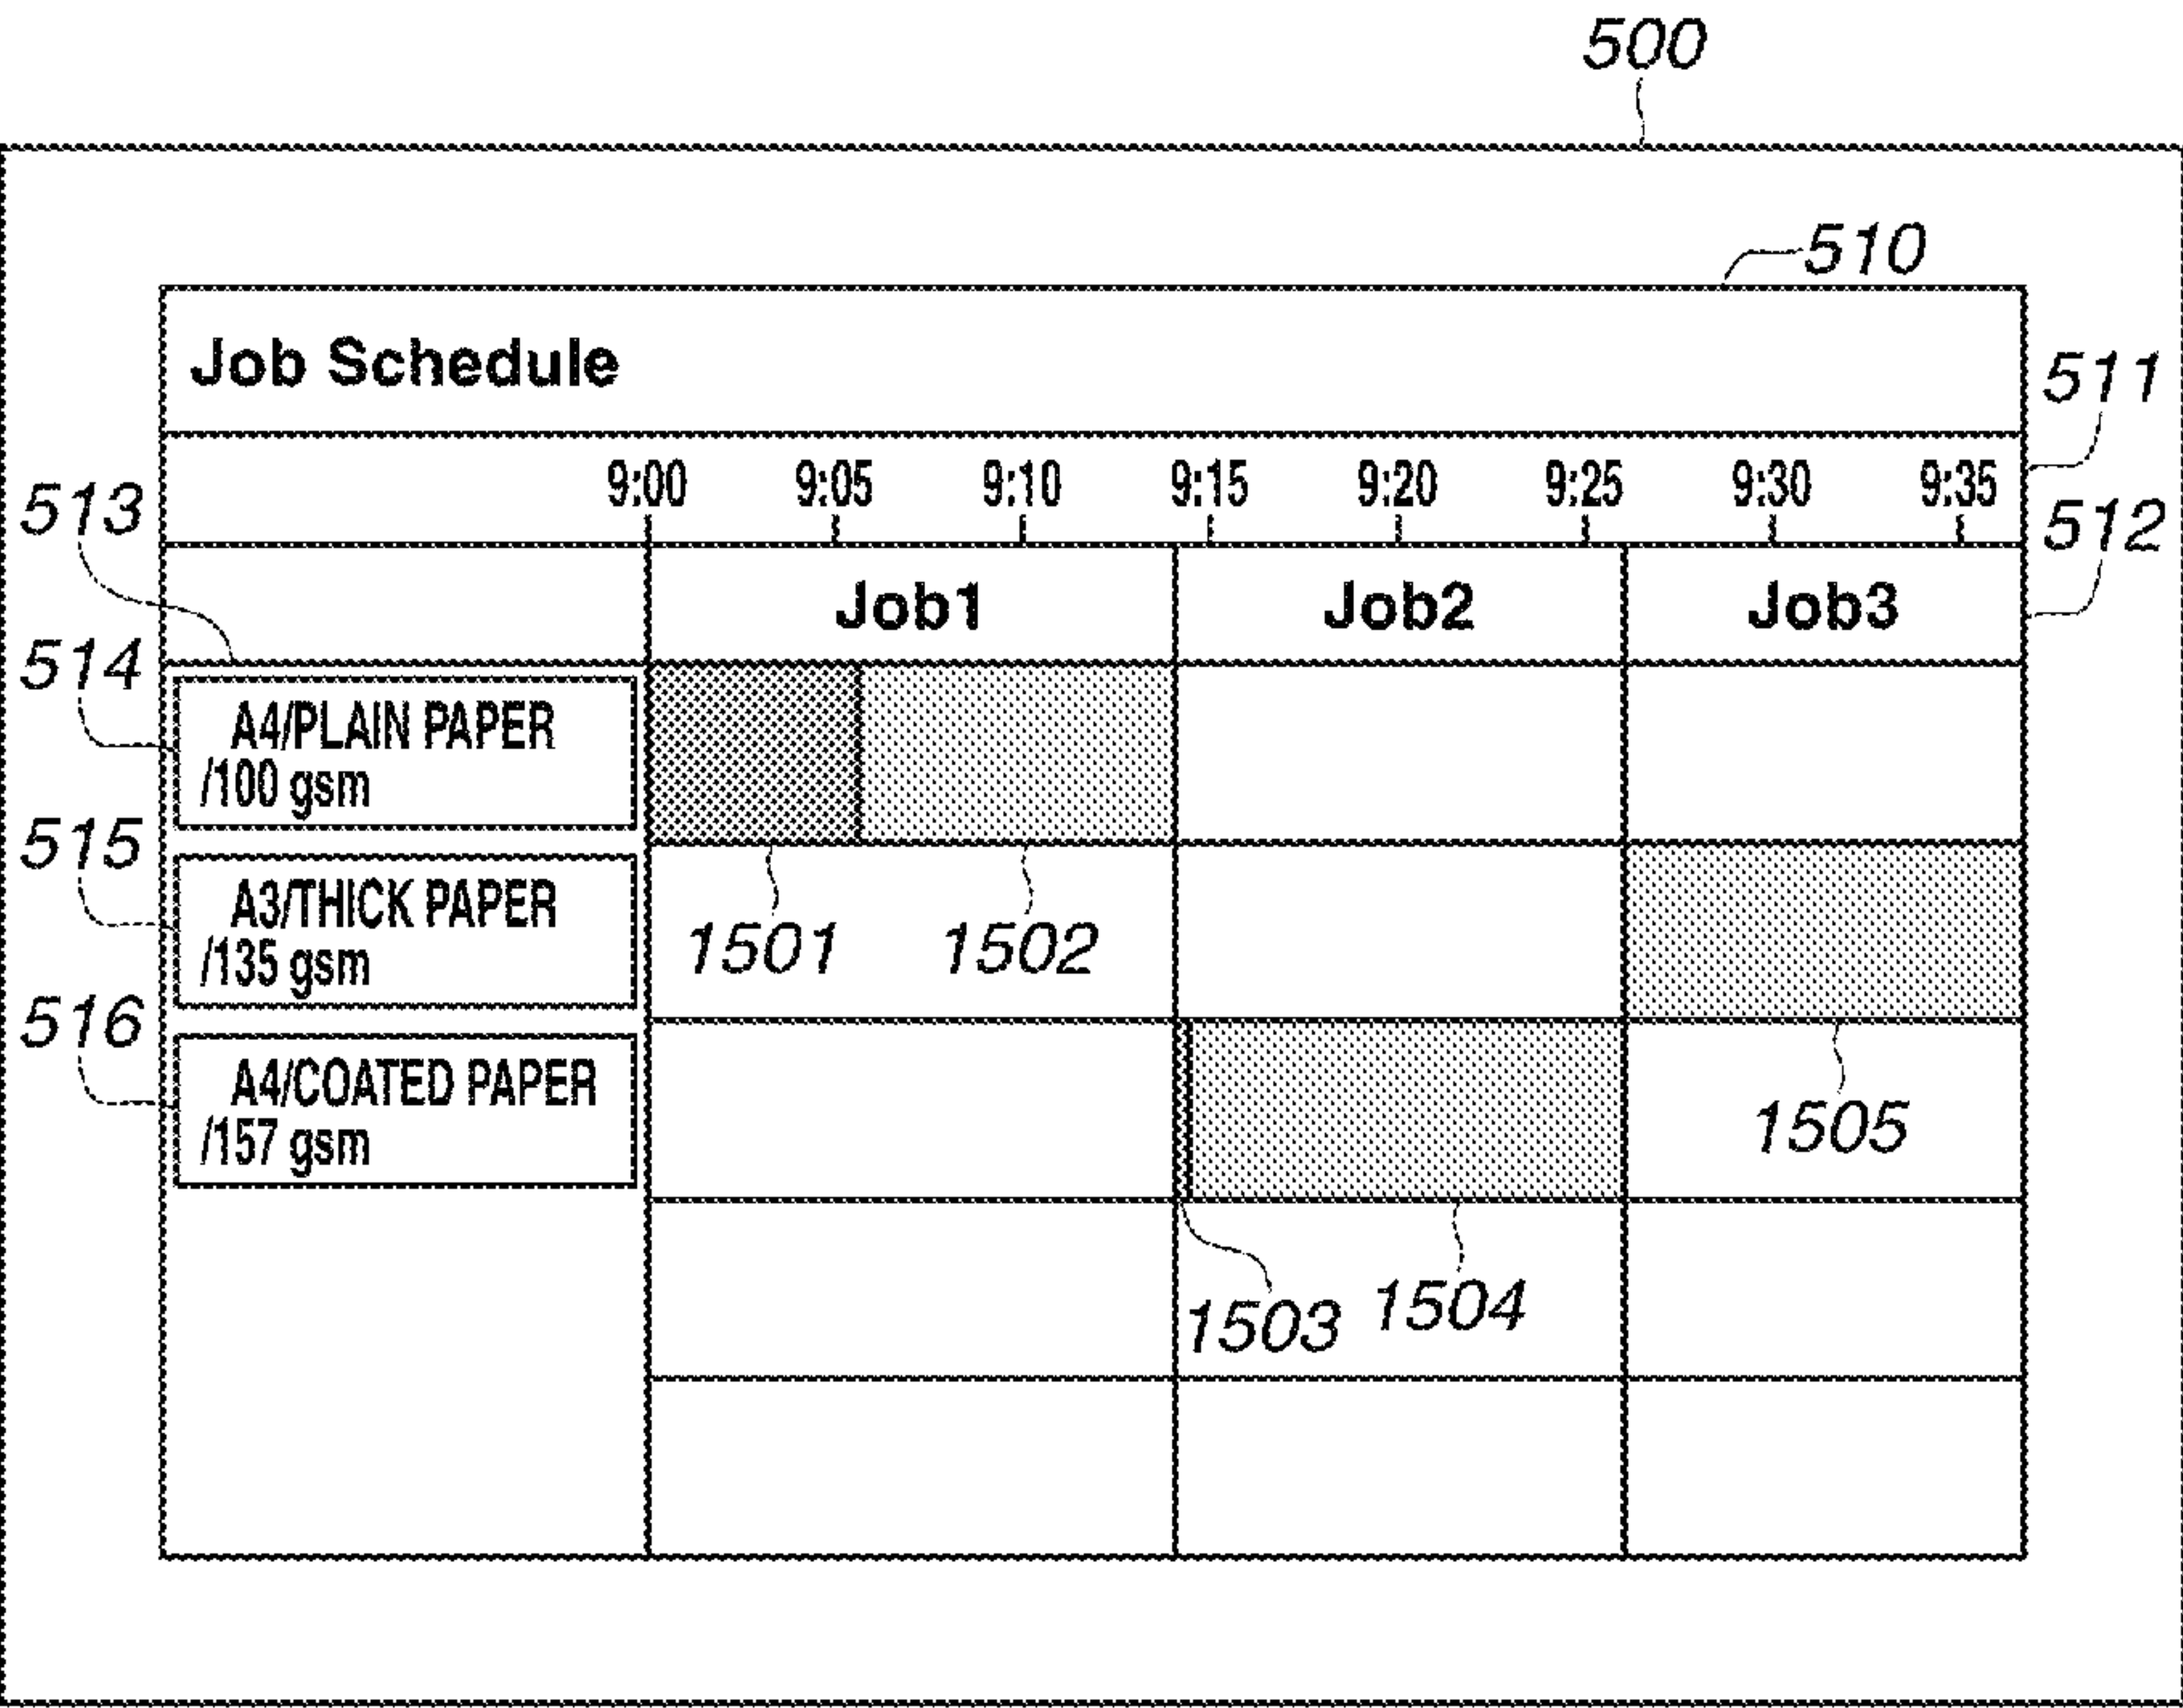 500
510
Job Schedule
511
9:00 9:05 9:10 9:15 9:20 9:25 9:30 9:35
513
512
Job1 Job2 Job3
514
A4/PLAIN PAPER
/100 gsm
515
A3/THICK PAPER
/135 gsm
1501 1502
516
A4/COATED PAPER
/157 gsm
1505
1503 1504